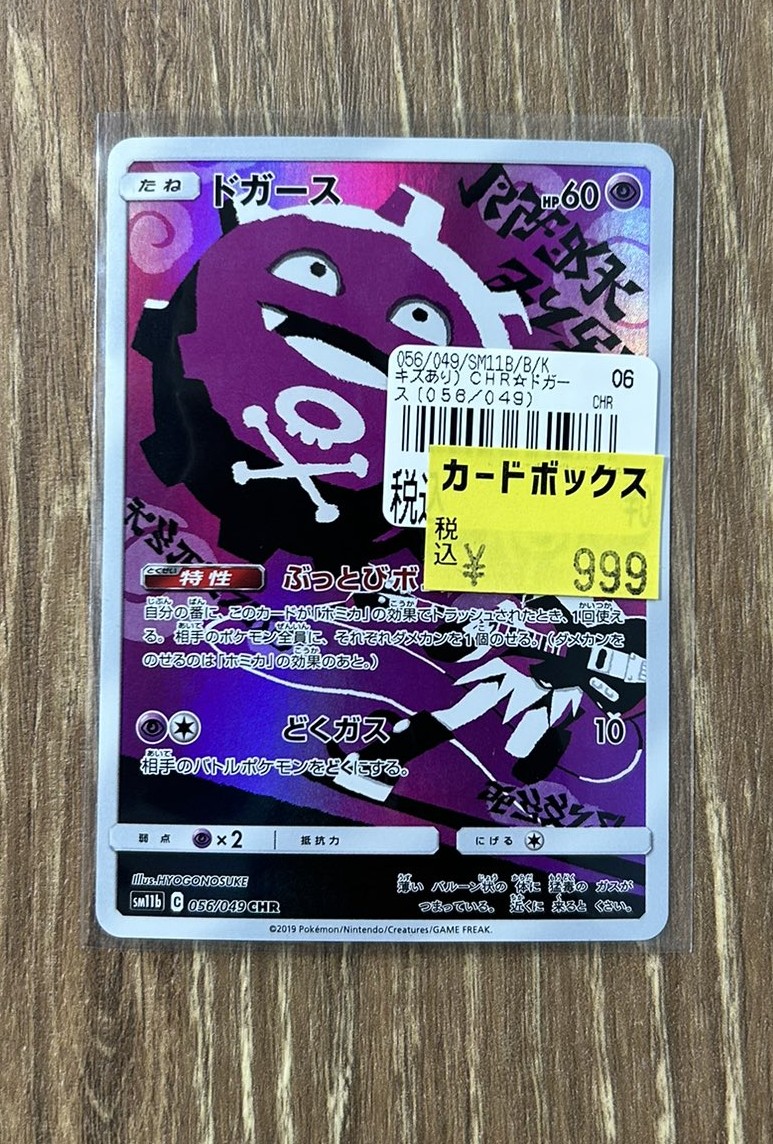 たね ドガース HP60
056/049/SM11B/B/K
キズあり)CHR☆ドガー 06
ス(056/049) CHR
税込
カードボックス
税込 ¥999
とくせい
特性 ぶっとびボ
自分の番に、このカードが「ホミカ」の効果でトラッシュされたとき、1回使え
る。相手のポケモン全員に、それぞれダメカンを1個のせる。(ダメカンを
のせるのは「ホミカ」の効果のあと。)
どくガス 10
相手のバトルポケモンをどくにする。
弱点 ×2 抵抗力 にげる
Illus.HYOGONOSUKE
薄い バルーン状の 体に 猛毒の ガスが
つまっている。 近くに 来ると くさい。
sm11b C 056/049 CHR
©2019 Pokémon/Nintendo/Creatures/GAME FREAK.